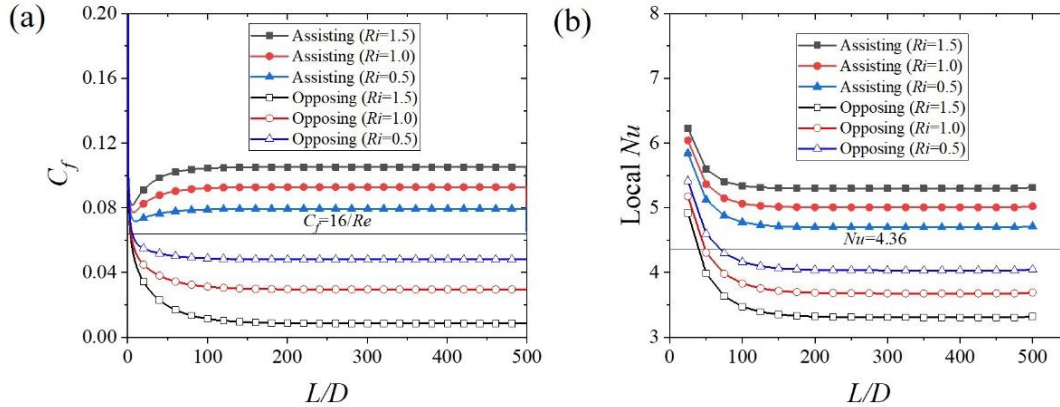 (a)
0.20
0.16
0.12
0.08
0.04
0.00
C_f
Assisting (Ri=1.5)
Assisting (Ri=1.0)
Assisting (Ri=0.5)
Opposing (Ri=1.5)
Opposing (Ri=1.0)
Opposing (Ri=0.5)
C_f=16/Re
0 100 200 300 400 500
L/D
(b)
8
7
6
5
4
3
Local Nu
Assisting (Ri=1.5)
Assisting (Ri=1.0)
Assisting (Ri=0.5)
Opposing (Ri=1.5)
Opposing (Ri=1.0)
Opposing (Ri=0.5)
Nu=4.36
0 100 200 300 400 500
L/D